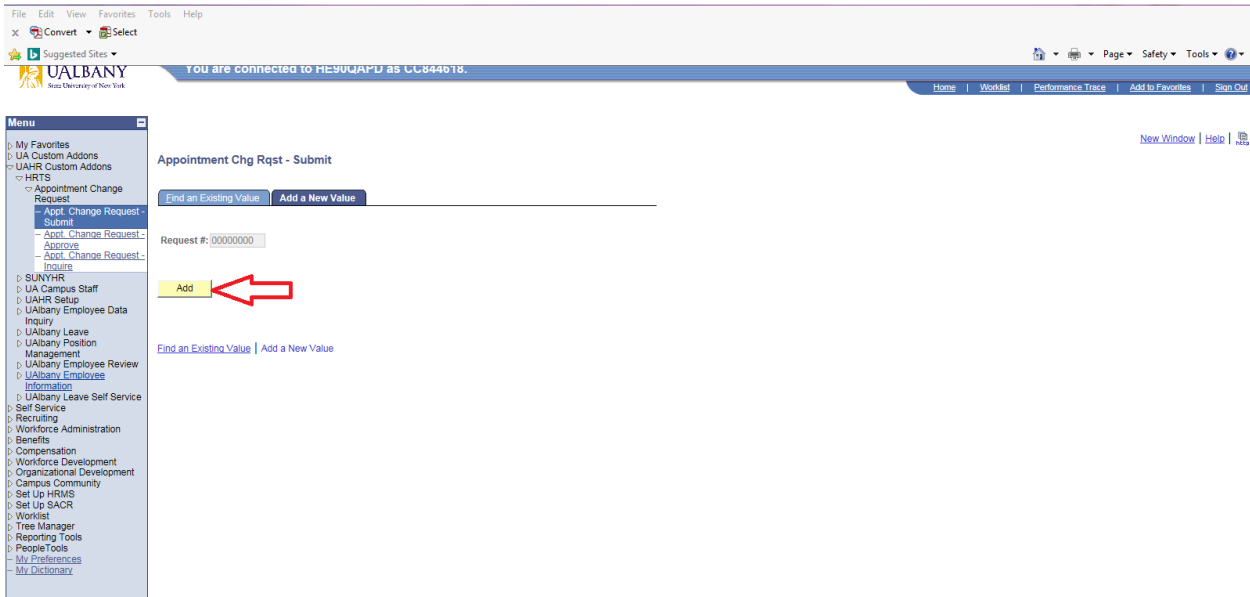 File Edit View Favorites Tools Help
x Convert Select
Suggested Sites
Page Safety Tools
UALBANY
State University of New York
You are connected to HE90QAPD as CC844618.
Home | Worklist | Performance Trace | Add to Favorites | Sign Out
New Window | Help | http
Menu
My Favorites
UA Custom Addons
UAHR Custom Addons
HRTS
Appointment Change
Request
Appt. Change Request -
Submit
Appt. Change Request -
Approve
Appt. Change Request -
Inquire
SUNYHR
UA Campus Staff
UAHR Setup
UAlbany Employee Data
Inquiry
UAlbany Leave
UAlbany Position
Management
UAlbany Employee Review
UAlbany Employee
Information
UAlbany Leave Self Service
Self Service
Recruiting
Workforce Administration
Benefits
Compensation
Workforce Development
Organizational Development
Campus Community
Set Up HRMS
Set Up SACR
Worklist
Tree Manager
Reporting Tools
PeopleTools
My Preferences
My Dictionary
Appointment Chg Rqst - Submit
Find an Existing Value
Add a New Value
Request #: 00000000
Add
Find an Existing Value | Add a New Value